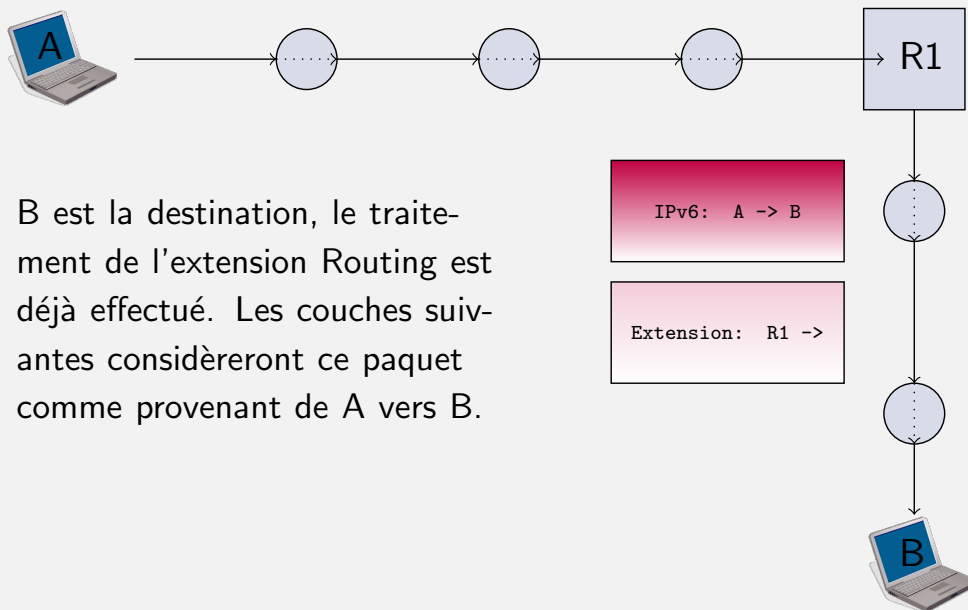 A
R1
B est la destination, le traite-
ment de l'extension Routing est
déjà effectué. Les couches suiv-
antes considèreront ce paquet
comme provenant de A vers B.
IPv6: A -> B
Extension: R1 ->
B